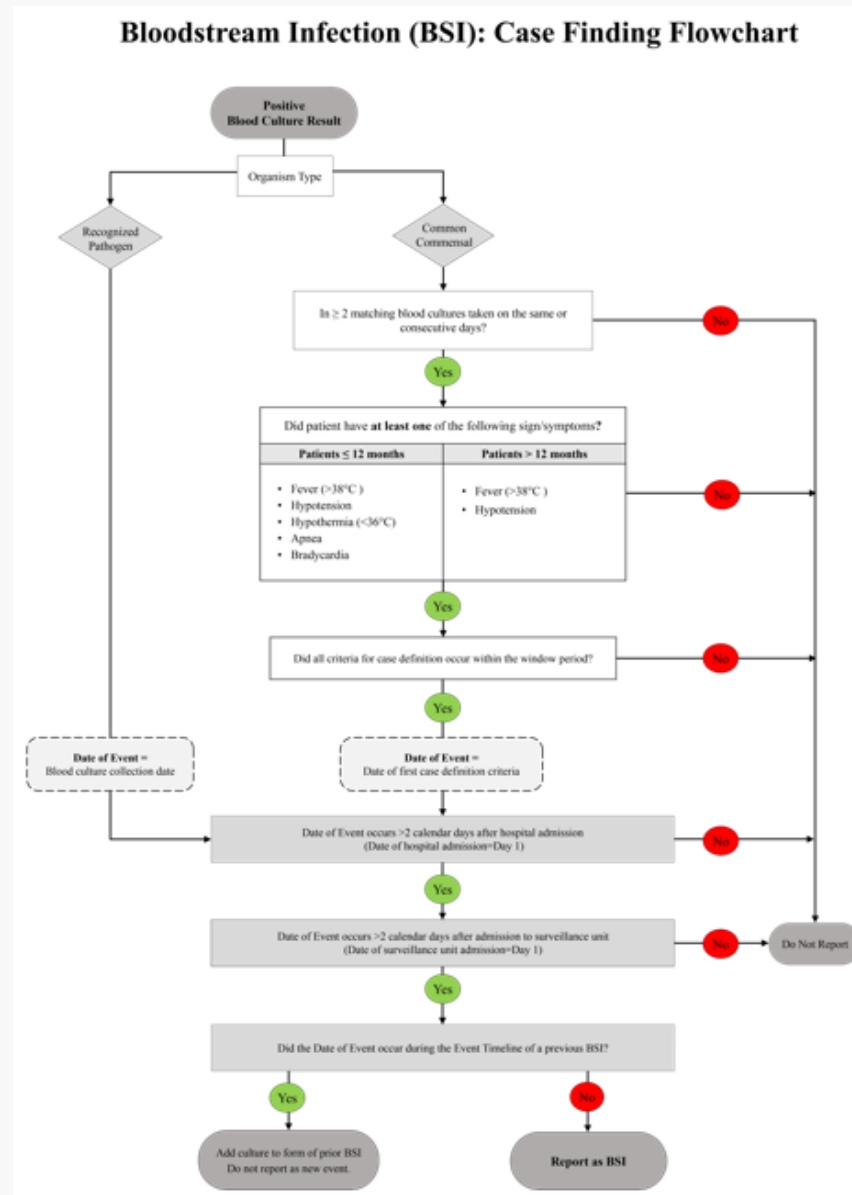 Bloodstream Infection (BSI): Case Finding Flowchart
Positive
Blood Culture Result
Organism Type
Recognized
Pathogen
Common
Commensal
In ≥ 2 matching blood cultures taken on the same or
consecutive days?
No
Yes
Did patient have at least one of the following sign/symptoms?
Patients ≤ 12 months
Patients > 12 months
• Fever (>38°C )
• Hypotension
• Hypothermia (<36°C)
• Apnea
• Bradycardia
• Fever (>38°C )
• Hypotension
No
Yes
Did all criteria for case definition occur within the window period?
No
Yes
Date of Event =
Blood culture collection date
Date of Event =
Date of first case definition criteria
Date of Event occurs >2 calendar days after hospital admission
(Date of hospital admission=Day 1)
No
Yes
Date of Event occurs >2 calendar days after admission to surveillance unit
(Date of surveillance unit admission=Day 1)
No
Do Not Report
Yes
Did the Date of Event occur during the Event Timeline of a previous BSI?
Yes
No
Add culture to form of prior BSI
Do not report as new event.
Report as BSI